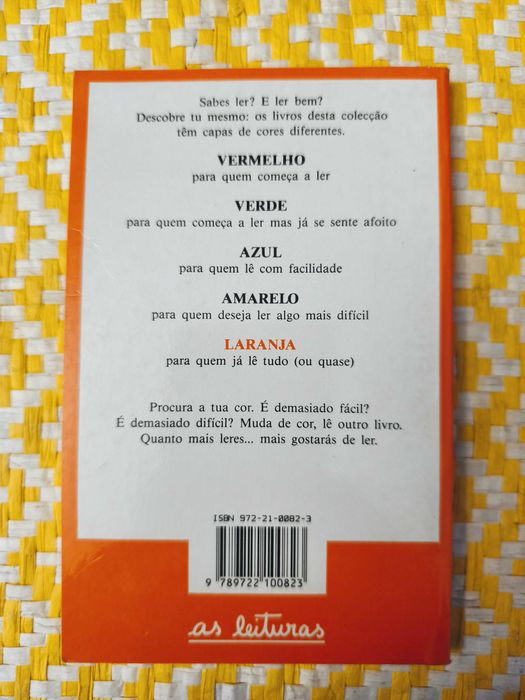 Sabes ler? E ler bem?
Descobre tu mesmo: os livros desta colecção
têm capas de cores diferentes.
VERMELHO
para quem começa a ler
VERDE
para quem começa a ler mas já se sente afoito
AZUL
para quem lê com facilidade
AMARELO
para quem deseja ler algo mais difícil
LARANJA
para quem já lê tudo (ou quase)
Procura a tua cor. É demasiado fácil?
É demasiado difícil? Muda de cor, lê outro livro.
Quanto mais leres... mais gostarás de ler.
ISBN 972-21-0082-3
9 789722 100823
as leituras